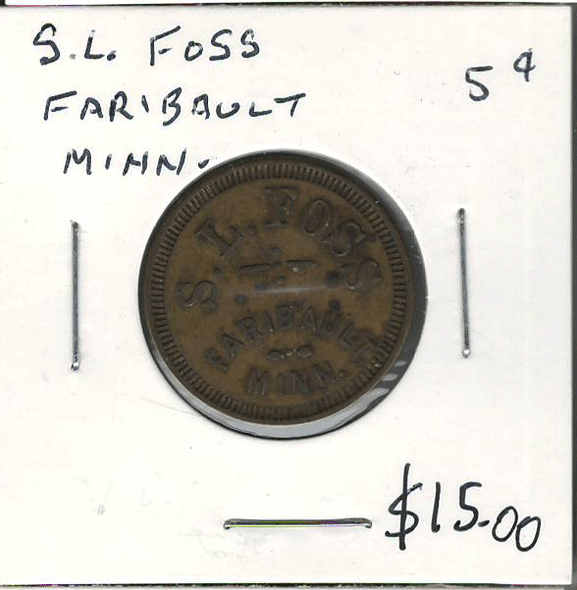 S.L. FOSS
FARIBAULT
MINN.
5¢
S. L. FOSS
FARIBAULT
MINN.
$15.00